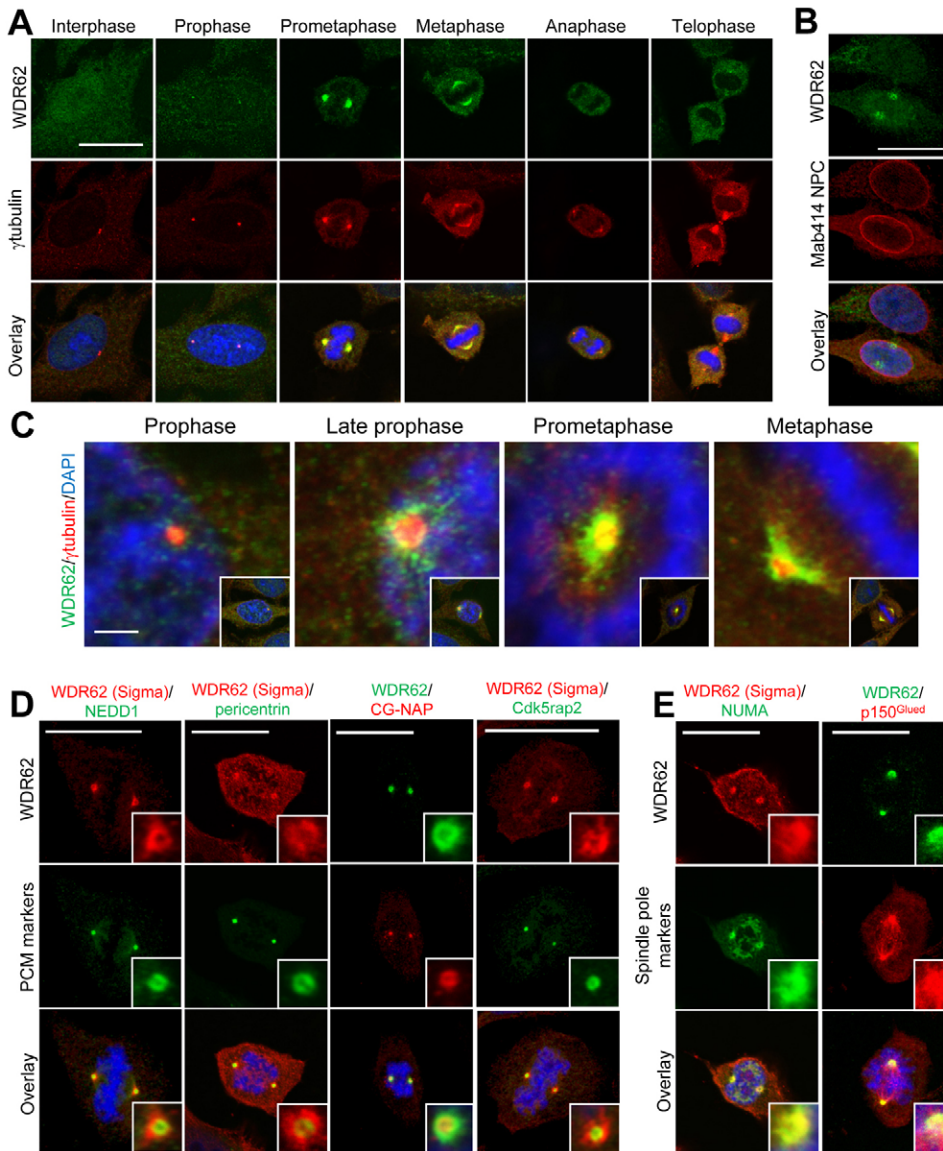 A
Interphase
Prophase
Prometaphase
Metaphase
Anaphase
Telophase
WDR62
γtubulin
Overlay
B
WDR62
Mab414 NPC
Overlay
C
Prophase
Late prophase
Prometaphase
Metaphase
WDR62/γtubulin/DAPI
D
WDR62 (Sigma)/
NEDD1
WDR62 (Sigma)/
pericentrin
WDR62/
CG-NAP
WDR62 (Sigma)/
Cdk5rap2
WDR62
PCM markers
Overlay
E
WDR62 (Sigma)/
NUMA
WDR62/
p150Glued
WDR62
Spindle pole
markers
Overlay